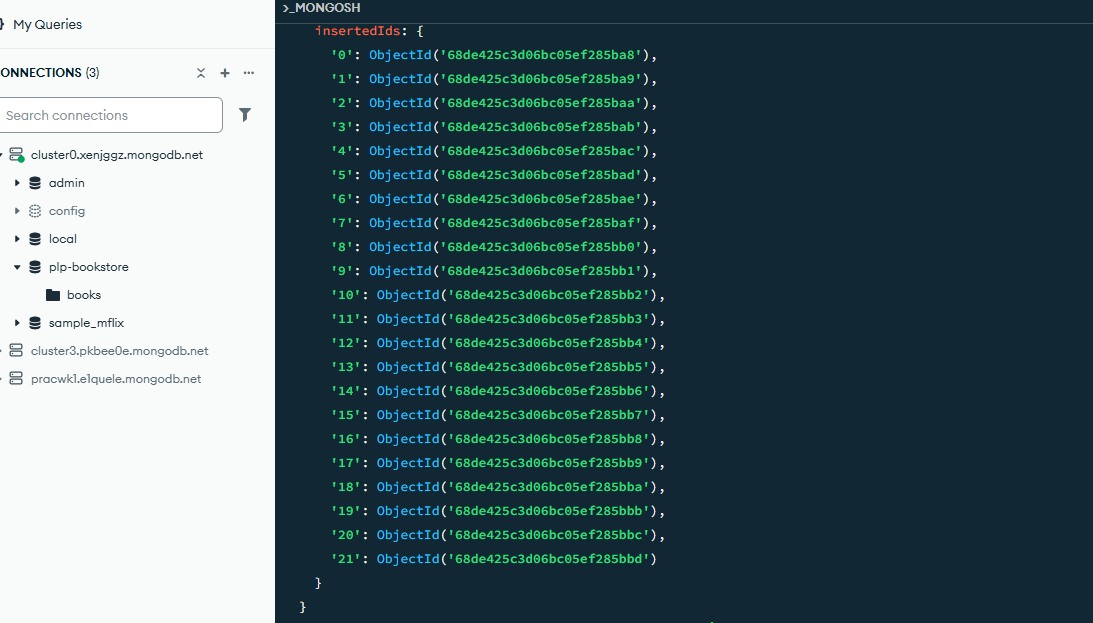 My Queries
CONNECTIONS (3)
Search connections
cluster0.xenjggz.mongodb.net
admin
config
local
plp-bookstore
books
sample_mflix
cluster3.pkbee0e.mongodb.net
pracwk1.e1quele.mongodb.net
>_MONGOSH
insertedIds: {
'0': ObjectId('68de425c3d06bc05ef285ba8'),
'1': ObjectId('68de425c3d06bc05ef285ba9'),
'2': ObjectId('68de425c3d06bc05ef285baa'),
'3': ObjectId('68de425c3d06bc05ef285bab'),
'4': ObjectId('68de425c3d06bc05ef285bac'),
'5': ObjectId('68de425c3d06bc05ef285bad'),
'6': ObjectId('68de425c3d06bc05ef285bae'),
'7': ObjectId('68de425c3d06bc05ef285baf'),
'8': ObjectId('68de425c3d06bc05ef285bb0'),
'9': ObjectId('68de425c3d06bc05ef285bb1'),
'10': ObjectId('68de425c3d06bc05ef285bb2'),
'11': ObjectId('68de425c3d06bc05ef285bb3'),
'12': ObjectId('68de425c3d06bc05ef285bb4'),
'13': ObjectId('68de425c3d06bc05ef285bb5'),
'14': ObjectId('68de425c3d06bc05ef285bb6'),
'15': ObjectId('68de425c3d06bc05ef285bb7'),
'16': ObjectId('68de425c3d06bc05ef285bb8'),
'17': ObjectId('68de425c3d06bc05ef285bb9'),
'18': ObjectId('68de425c3d06bc05ef285bba'),
'19': ObjectId('68de425c3d06bc05ef285bbb'),
'20': ObjectId('68de425c3d06bc05ef285bbc'),
'21': ObjectId('68de425c3d06bc05ef285bbd')
}
}